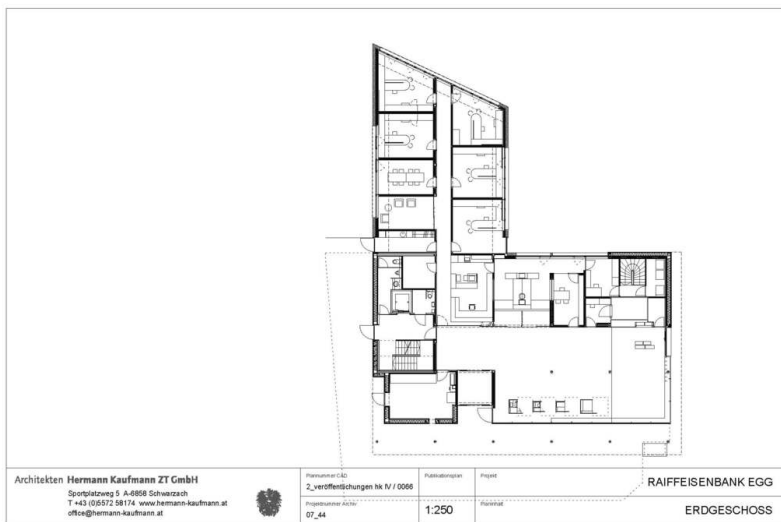 Architekten Hermann Kaufmann ZT GmbH
Sportplatzweg 5 A-6858 Schwarzach
T +43 (0)5572 58174 www.hermann-kaufmann.at
office@hermann-kaufmann.at
Plannummer CAD
2_veröffentlichungen hk IV / 0066
Projektnummer Archiv
07_44
Publikationsplan
1:250
Projekt
RAIFFEISENBANK EGG
Planinhalt
ERDGESCHOSS